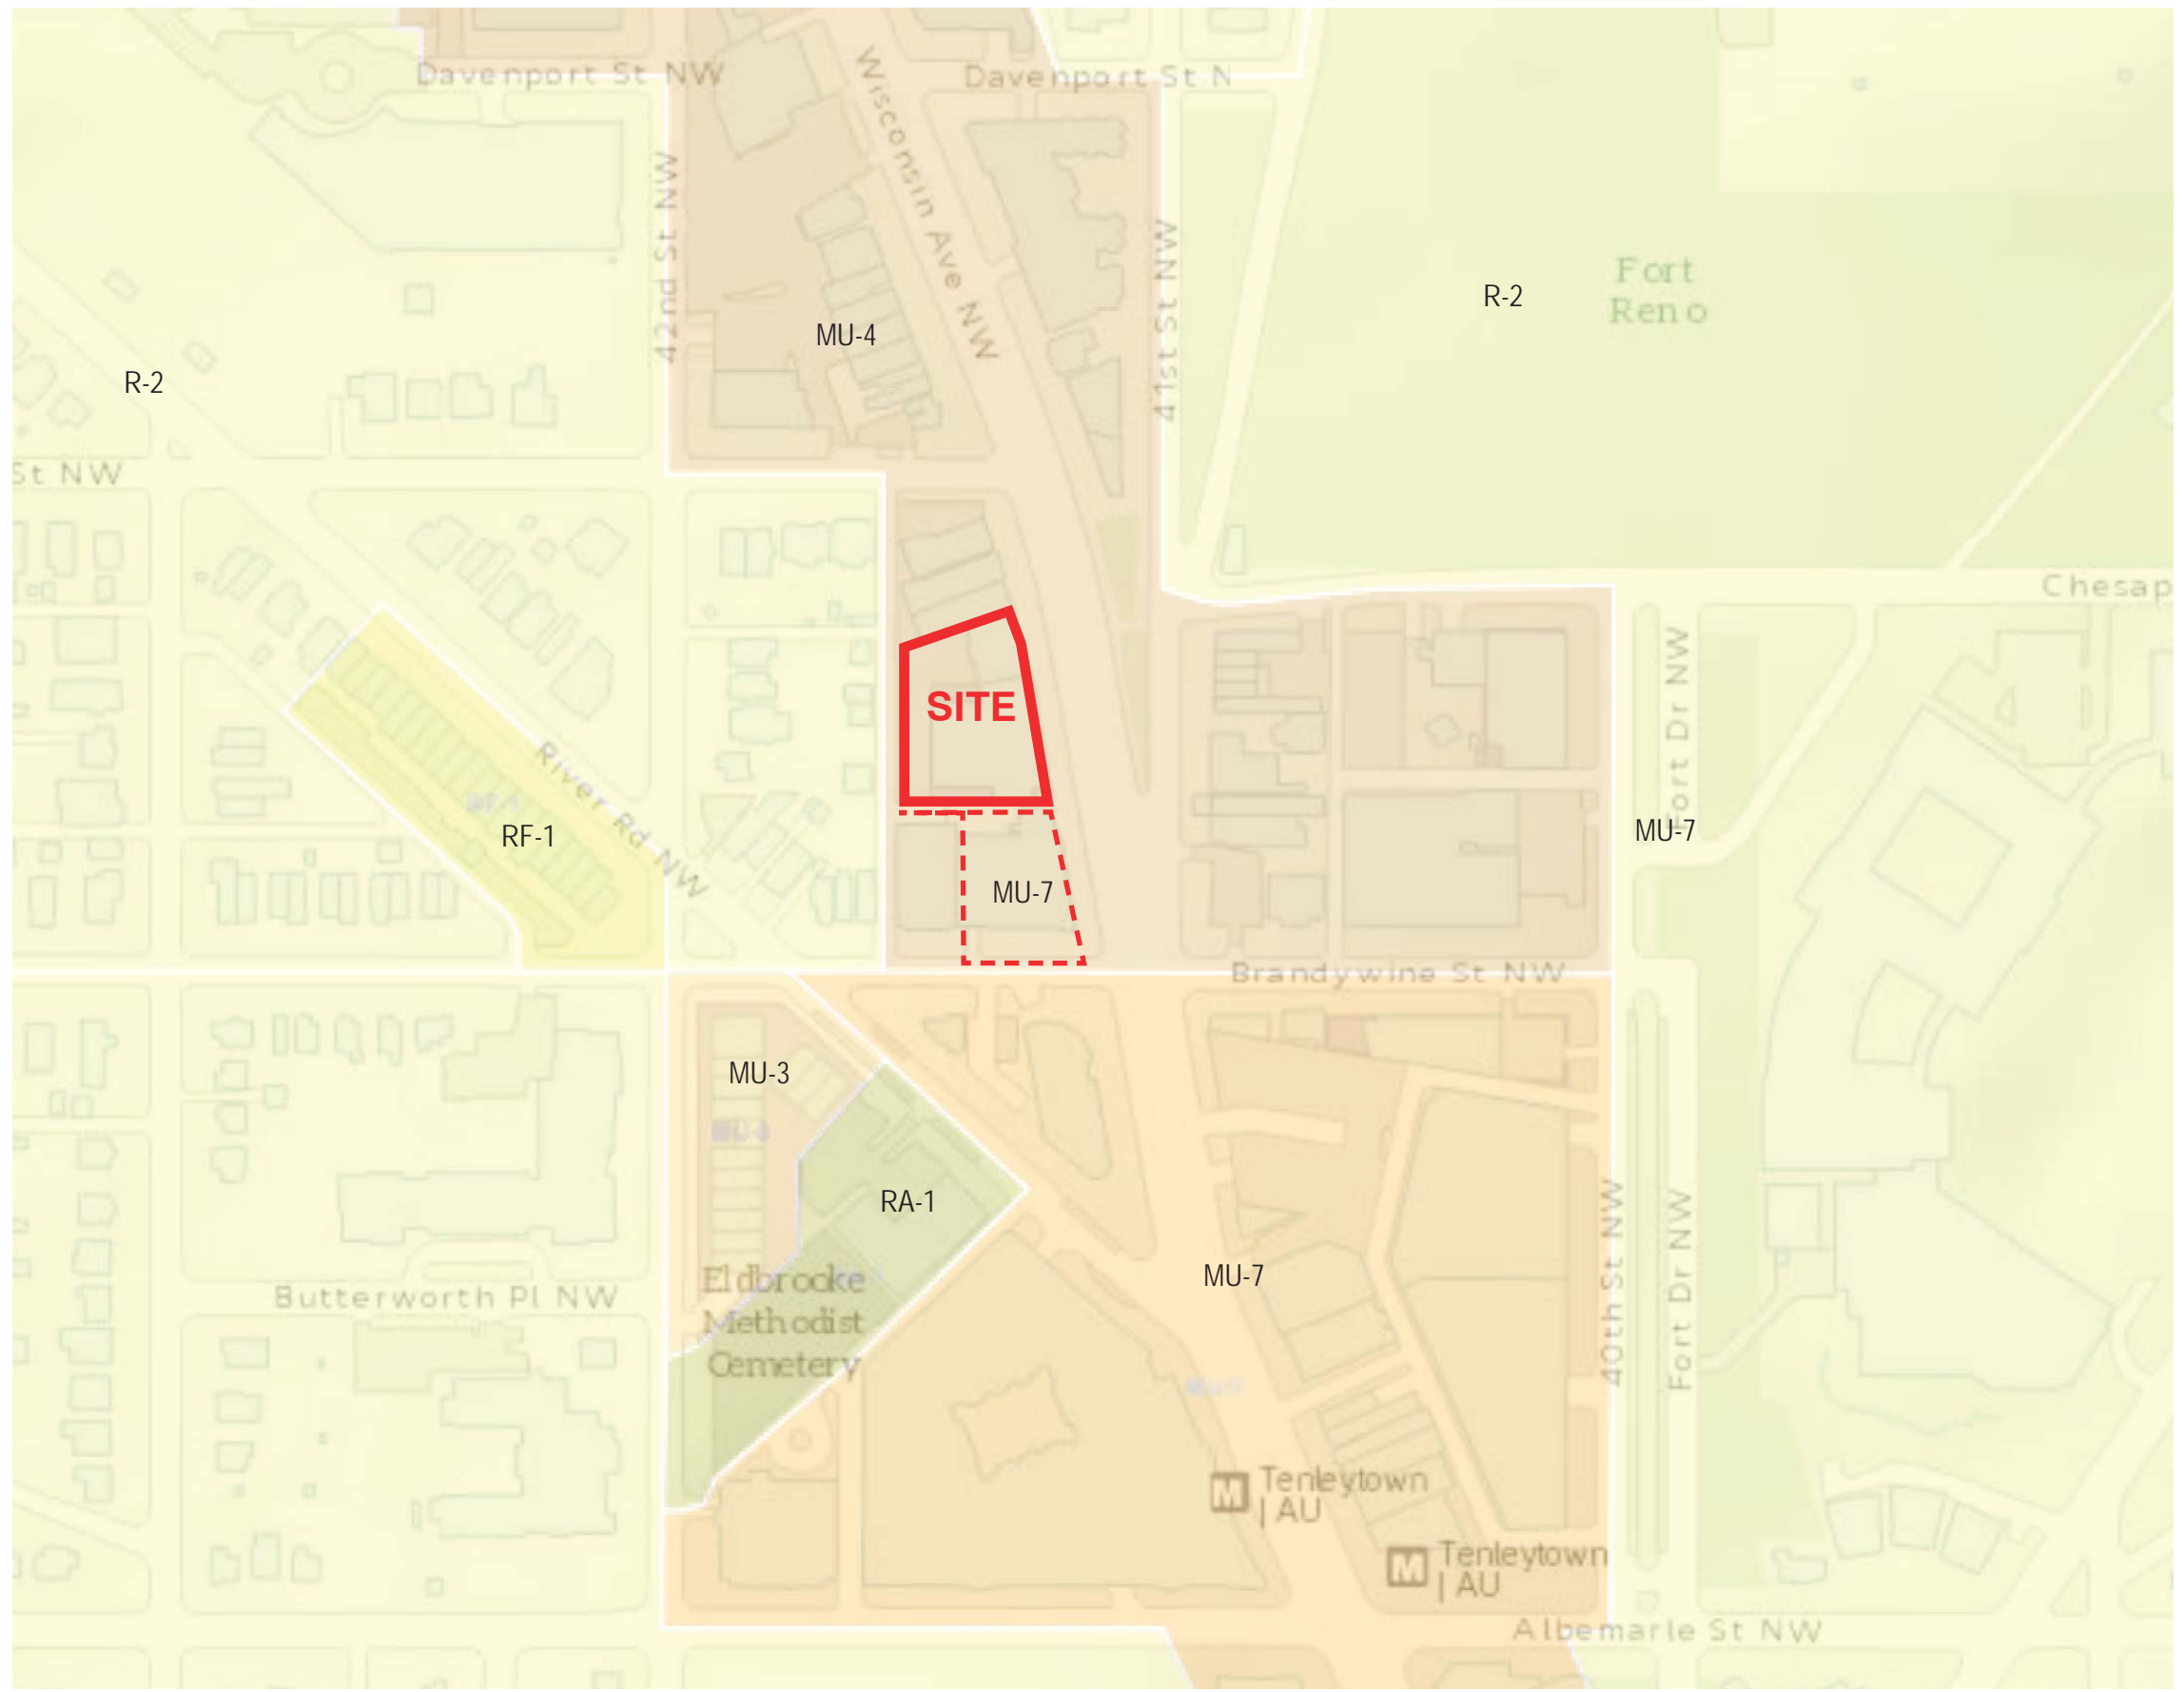 Davenport St NW
Davenport St N
Wisconsin Ave NW
42nd St NW
41st St NW
Fort
Reno
R-2
MU-4
R-2
St NW
Chesap
Fort Dr NW
SITE
River Rd NW
RF-1
MU-7
MU-7
Brandywine St NW
MU-3
RA-1
40th St NW
Fort Dr NW
MU-7
Eldbrooke
Methodist
Cemetery
Butterworth Pl NW
M Tenleytown
| AU
M Tenleytown
| AU
Albemarle St NW